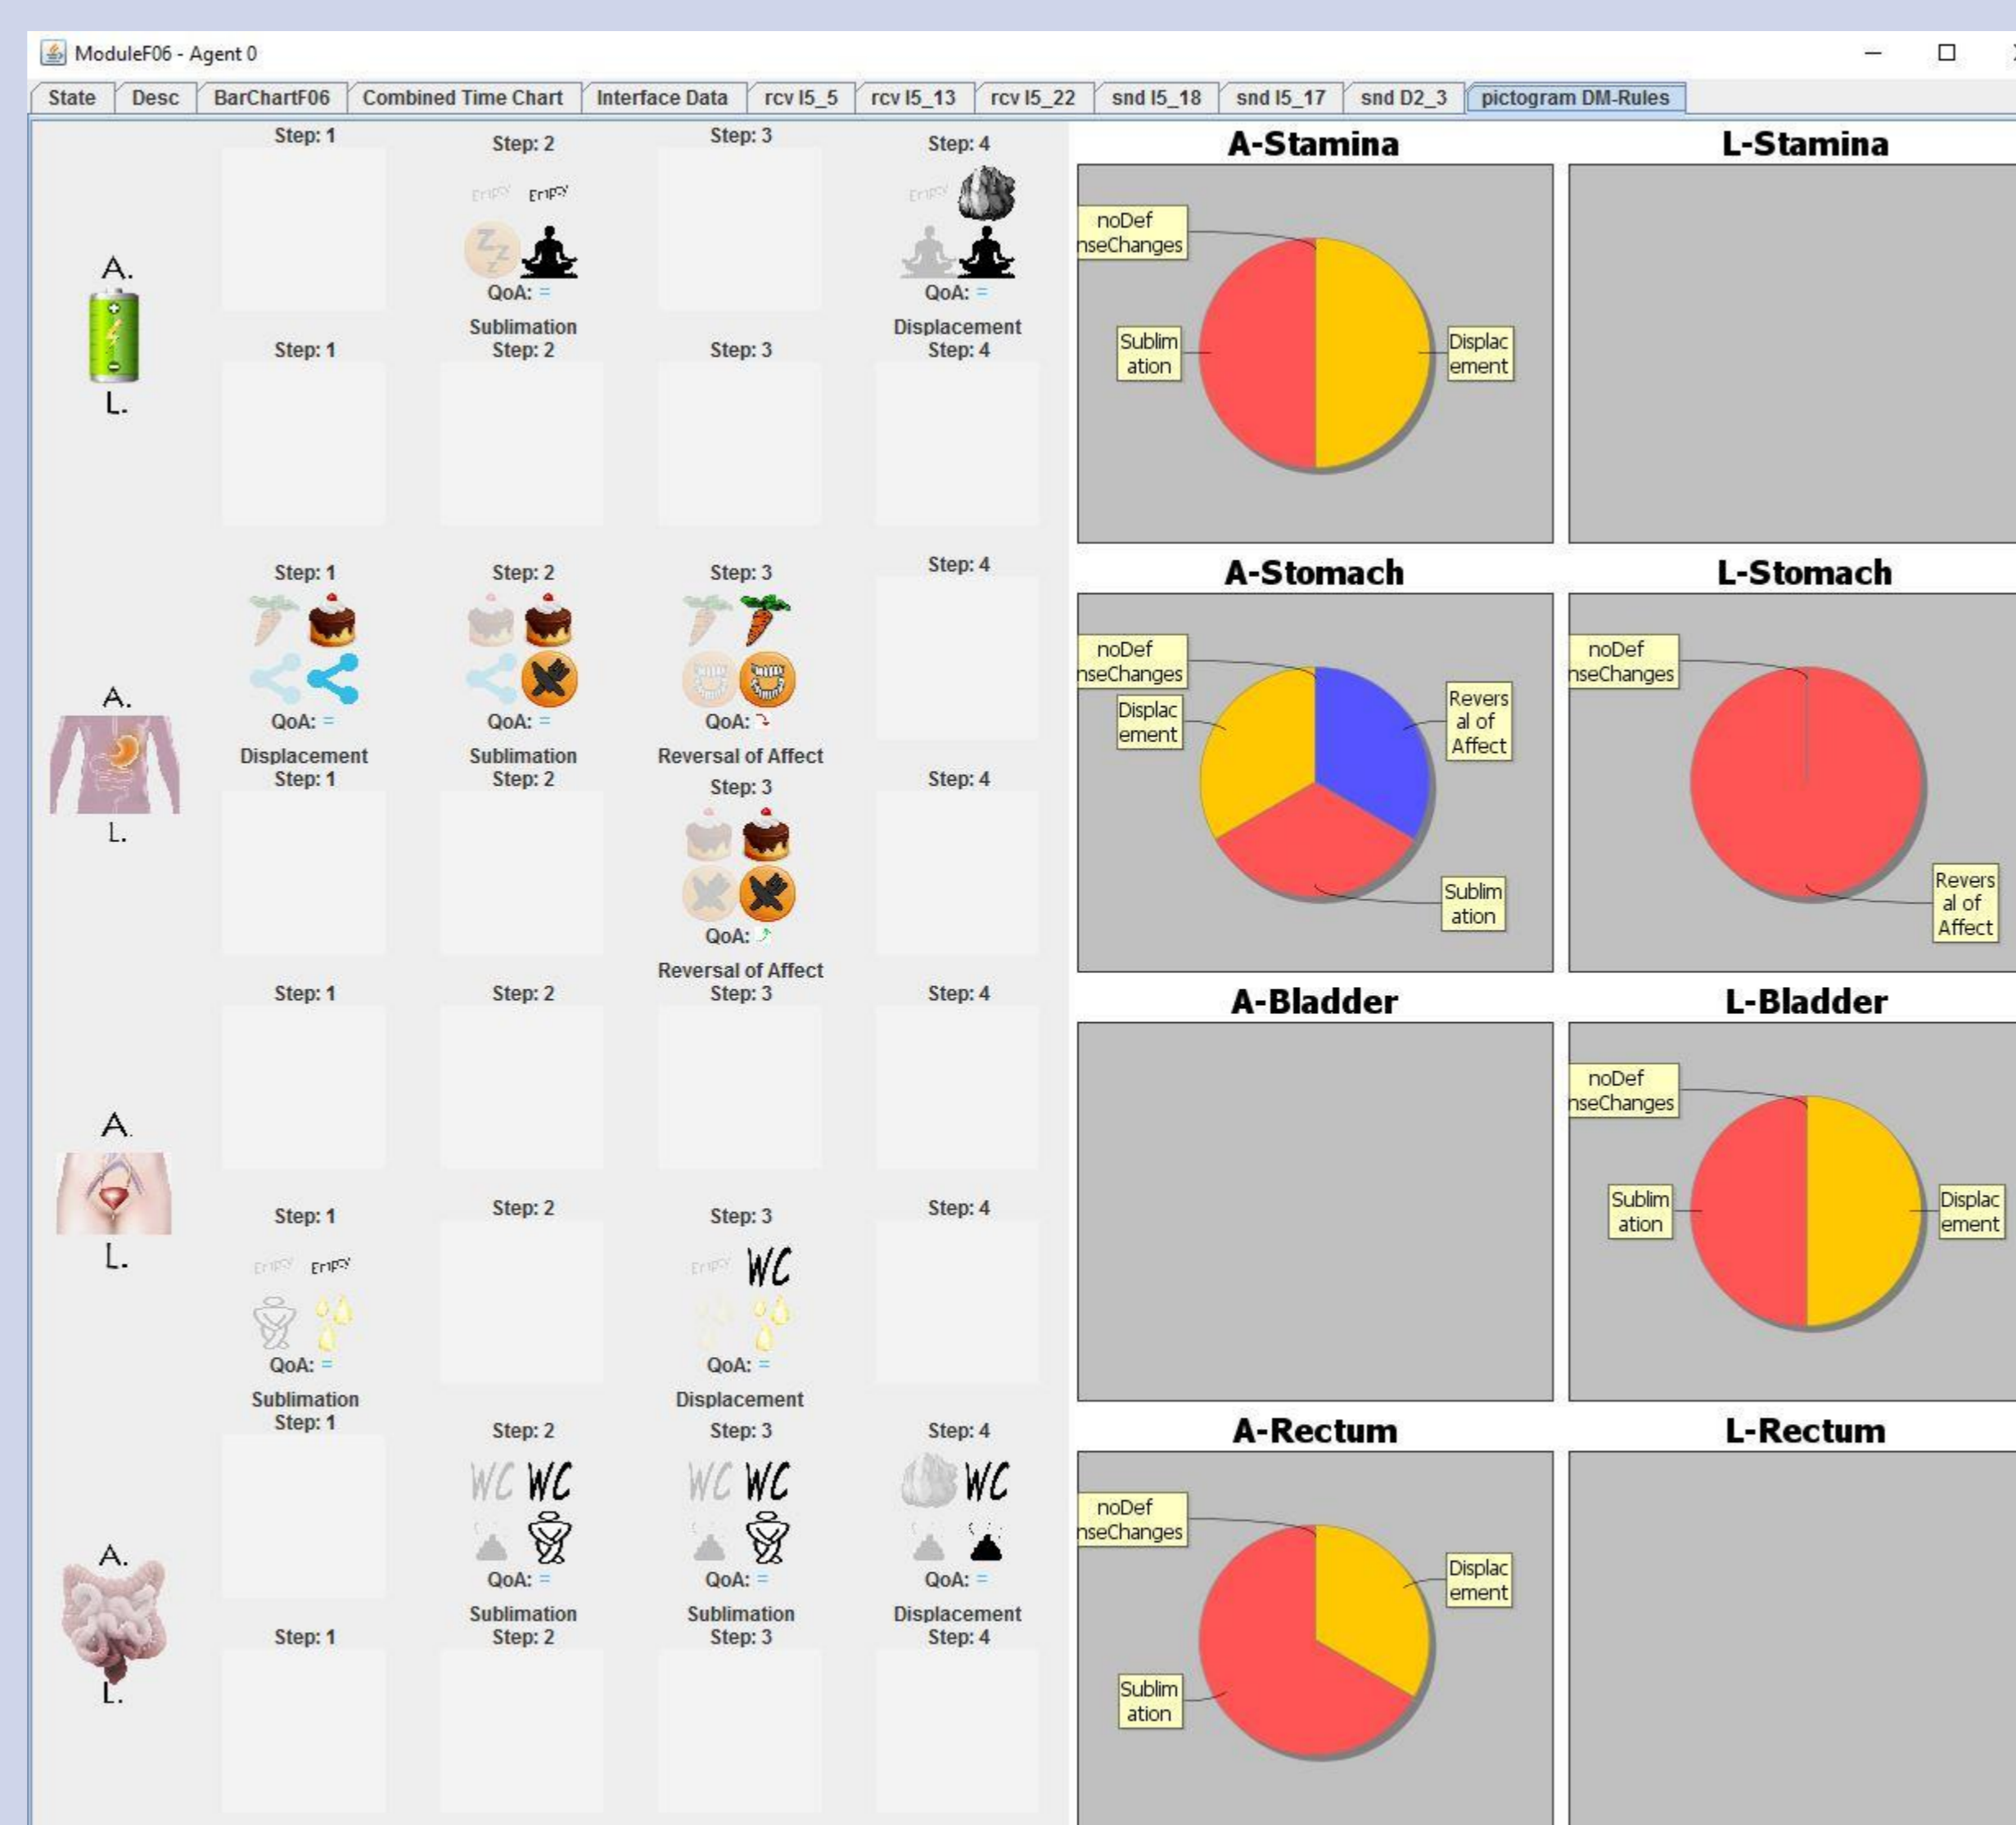 ModuleF06 - Agent 0
State Desc BarChartF06 Combined Time Chart Interface Data rcv I5_5 rcv I5_13 rcv I5_22 snd I5_18 snd I5_17 snd D2_3 pictogram DM-Rules
Step: 1 Step: 2 Step: 3 Step: 4
Empty Empty Empty
Zzz
A.
QoA: = QoA: =
Sublimation Displacement
Step: 1 Step: 2 Step: 3 Step: 4
L.
Step: 1 Step: 2 Step: 3 Step: 4
A.
QoA: = QoA: = QoA:
Displacement Sublimation Reversal of Affect
Step: 1 Step: 2 Step: 3 Step: 4
L.
QoA:
Reversal of Affect
Step: 1 Step: 2 Step: 3 Step: 4
A.
Step: 1 Step: 2 Step: 3 Step: 4
L.
Empty Empty Empty WC
QoA: = QoA: =
Sublimation Displacement
Step: 1 Step: 2 Step: 3 Step: 4
WC WC WC WC WC
A.
QoA: = QoA: = QoA: =
Sublimation Sublimation Displacement
Step: 1 Step: 2 Step: 3 Step: 4
L.
A-Stamina
noDef
nseChanges
Sublim
ation
Displac
ement
L-Stamina
A-Stomach
noDef
nseChanges
Displac
ement
Revers
al of
Affect
Sublim
ation
L-Stomach
noDef
nseChanges
Revers
al of
Affect
A-Bladder
L-Bladder
noDef
nseChanges
Sublim
ation
Displac
ement
A-Rectum
noDef
nseChanges
Displac
ement
Sublim
ation
L-Rectum